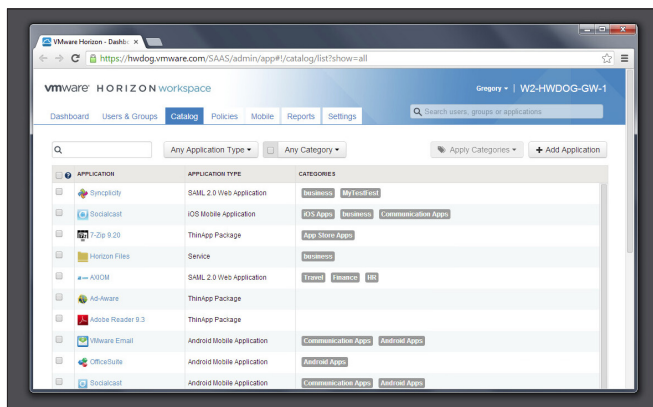 VMware Horizon - Dashbo
https://hwdog.vmware.com/SAAS/admin/app#!/catalog/list?show=all
vmware HORIZON workspace
Gregory W2-HWDOG-GW-1
Dashboard Users & Groups Catalog Policies Mobile Reports Settings
Search users, groups or applications
Any Application Type Any Category Apply Categories + Add Application
APPLICATION APPLICATION TYPE CATEGORIES
Syncplicity SAML 2.0 Web Application business MyTestFest
Socialcast iOS Mobile Application iOS Apps business Communication Apps
7-Zip 9.20 ThinApp Package App Store Apps
Horizon Files Service business
AXIOM SAML 2.0 Web Application Travel Finance HR
Ad-Aware ThinApp Package
Adobe Reader 9.3 ThinApp Package
VMware Email Android Mobile Application Communication Apps Android Apps
OfficeSuite Android Mobile Application Android Apps
Socialcast Android Mobile Application Communication Apps Android Apps